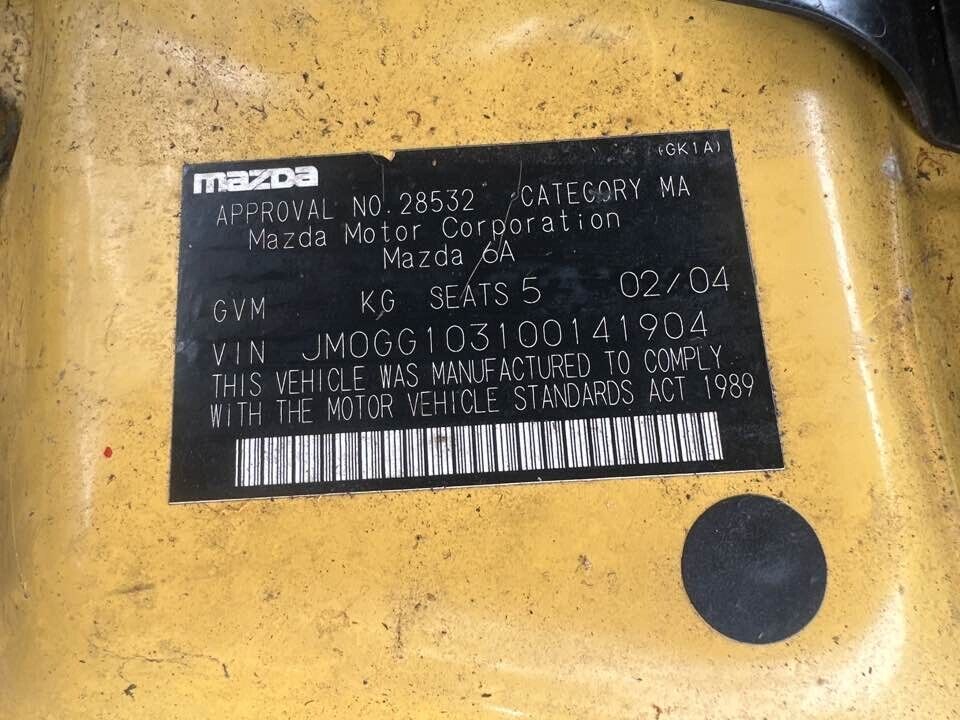 (GK1A)
mazda
APPROVAL NO. 28532 CATEGORY MA
Mazda Motor Corporation
Mazda 6A
GVM KG SEATS 5 02/04
VIN JM0GG103100141904
THIS VEHICLE WAS MANUFACTURED TO COMPLY
WITH THE MOTOR VEHICLE STANDARDS ACT 1989